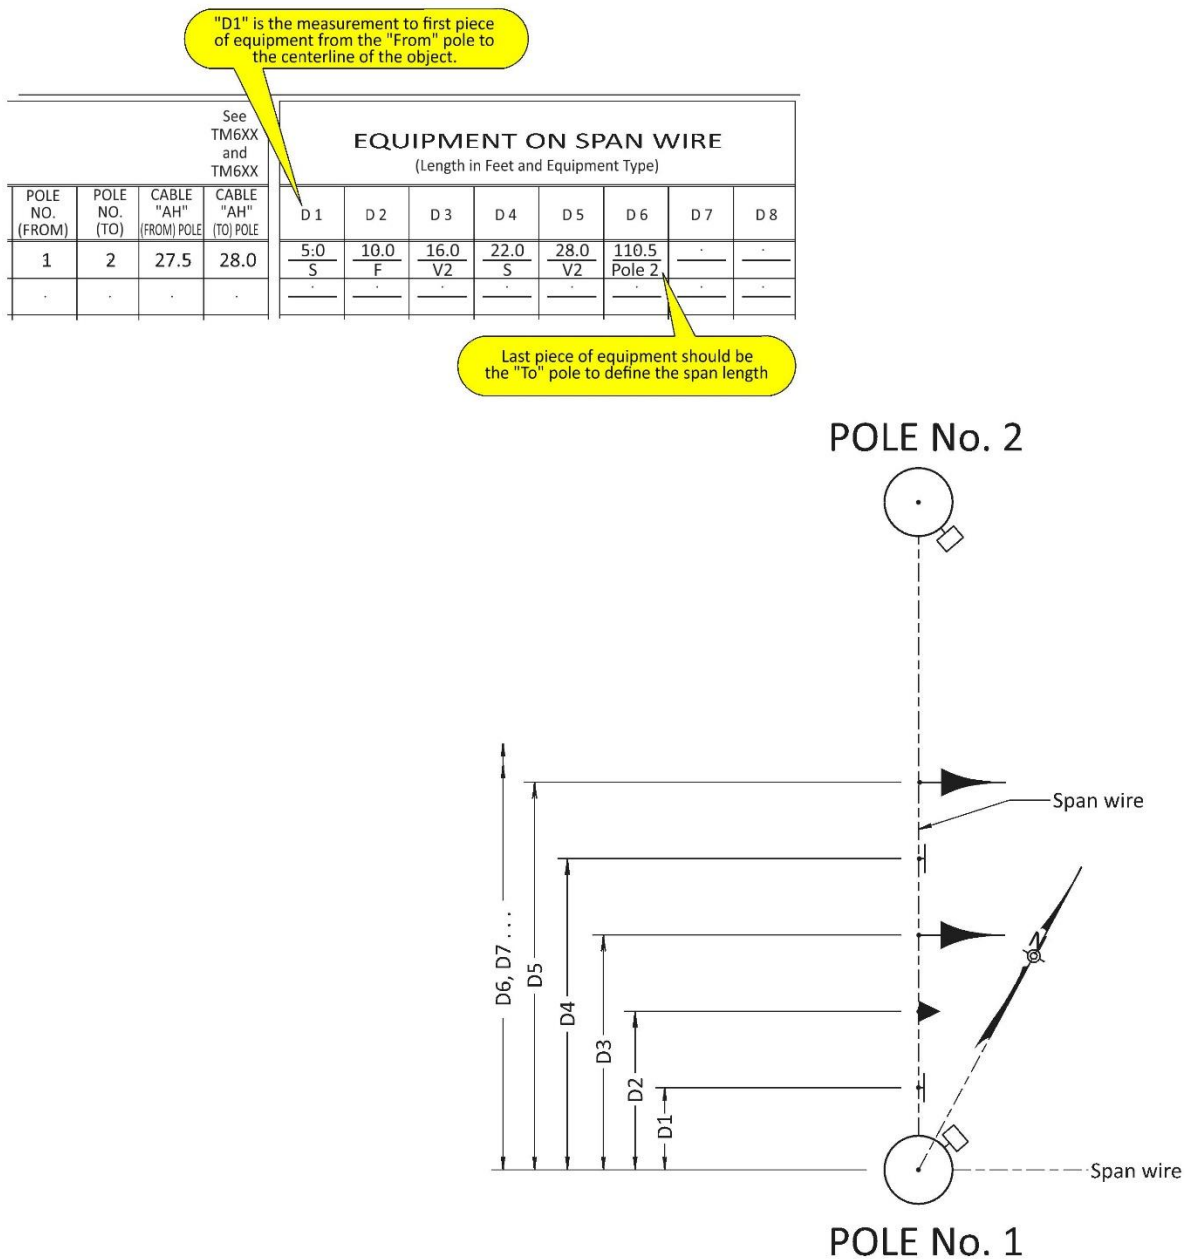 "D1" is the measurement to first piece
of equipment from the "From" pole to
the centerline of the object.
See
TM6XX
and
TM6XX
EQUIPMENT ON SPAN WIRE
(Length in Feet and Equipment Type)
POLE NO. (FROM)
POLE NO. (TO)
CABLE "AH" (FROM) POLE
CABLE "AH" (TO) POLE
D 1 D 2 D 3 D 4 D 5 D 6 D 7 D 8
1 2 27.5 28.0
5:0 10.0 16.0 22.0 28.0 110.5
S F V2 S V2 Pole 2
Last piece of equipment should be
the "To" pole to define the span length
POLE No. 2
Span wire
N
D6, D7 . . .
D5
D4
D3
D2
D1
Span wire
POLE No. 1